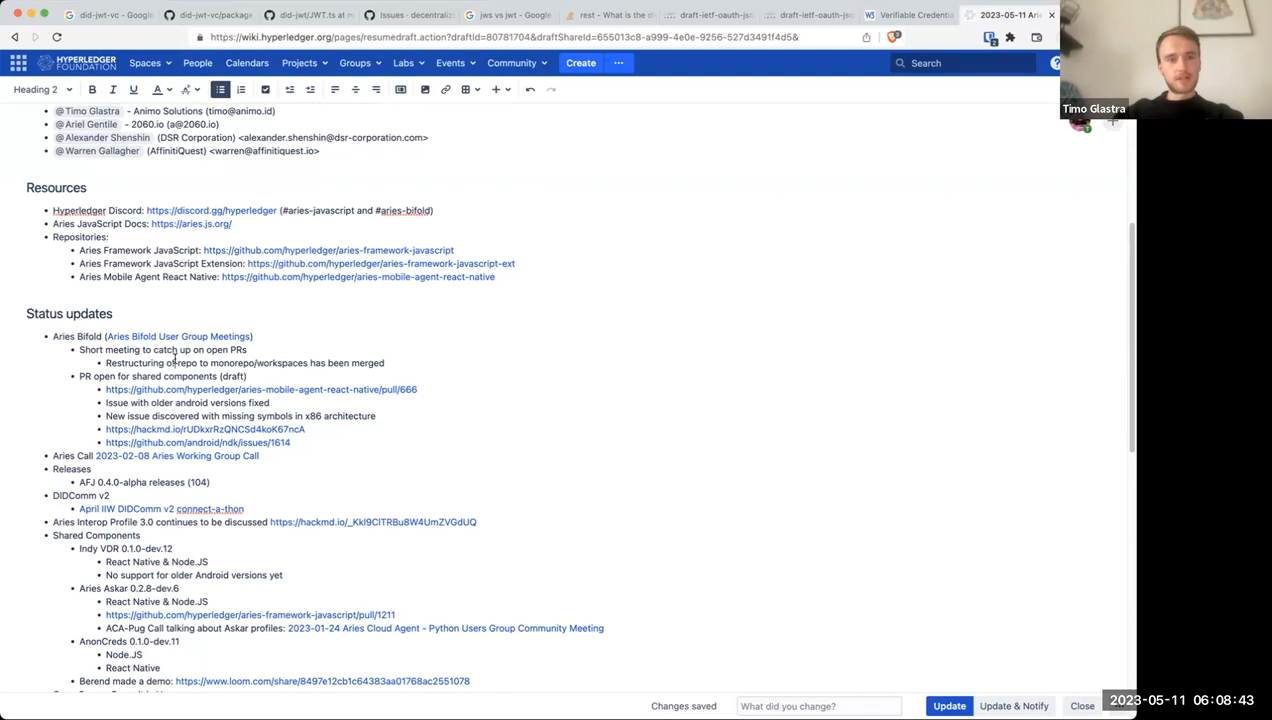 did-jwt-vc - Googl
did-jwt-vc/package
did-jwt/JWT.ts at m
Issues · decentraliz
jws vs jwt - Google
rest - What is the d
draft-ietf-oauth-jsc
draft-ietf-oauth-jsc
Verifiable Credentia
2023-05-11 Arie
https://wiki.hyperledger.org/pages/resumedraft.action?draftId=80781704&draftShareId=655013c8-a999-4e0e-9256-527d3491f4d5&
HYPERLEDGER FOUNDATION
Spaces
People
Calendars
Projects
Groups
Labs
Events
Community
Create
Search
Heading 2
@Timo Glastra - Animo Solutions (timo@animo.id)
@Ariel Gentile - 2060.io (a@2060.io)
@Alexander Shenshin (DSR Corporation) <alexander.shenshin@dsr-corporation.com>
@Warren Gallagher (AffinitiQuest) <warren@affinitiquest.io>
Timo Glastra
Resources
Hyperledger Discord: https://discord.gg/hyperledger (#aries-javascript and #aries-bifold)
Aries JavaScript Docs: https://aries.js.org/
Repositories:
Aries Framework JavaScript: https://github.com/hyperledger/aries-framework-javascript
Aries Framework JavaScript Extension: https://github.com/hyperledger/aries-framework-javascript-ext
Aries Mobile Agent React Native: https://github.com/hyperledger/aries-mobile-agent-react-native
Status updates
Aries Bifold (Aries Bifold User Group Meetings)
Short meeting to catch up on open PRs
Restructuring of repo to monorepo/workspaces has been merged
PR open for shared components (draft)
https://github.com/hyperledger/aries-mobile-agent-react-native/pull/666
Issue with older android versions fixed
New issue discovered with missing symbols in x86 architecture
https://hackmd.io/rUDkxrRzQNCSd4koK67ncA
https://github.com/android/ndk/issues/1614
Aries Call 2023-02-08 Aries Working Group Call
Releases
AFJ 0.4.0-alpha releases (104)
DIDComm v2
April IIW DIDComm v2 connect-a-thon
Aries Interop Profile 3.0 continues to be discussed https://hackmd.io/_KkI9ClTRBu8W4UmZVGdUQ
Shared Components
Indy VDR 0.1.0-dev.12
React Native & Node.JS
No support for older Android versions yet
Aries Askar 0.2.8-dev.6
React Native & Node.JS
https://github.com/hyperledger/aries-framework-javascript/pull/1211
ACA-Pug Call talking about Askar profiles: 2023-01-24 Aries Cloud Agent - Python Users Group Community Meeting
AnonCreds 0.1.0-dev.11
Node.JS
React Native
Berend made a demo: https://www.loom.com/share/8497e12cb1c64383aa01768ac2551078
Changes saved
What did you change?
Update
Update & Notify
Close
2023-05-11 06:08:43